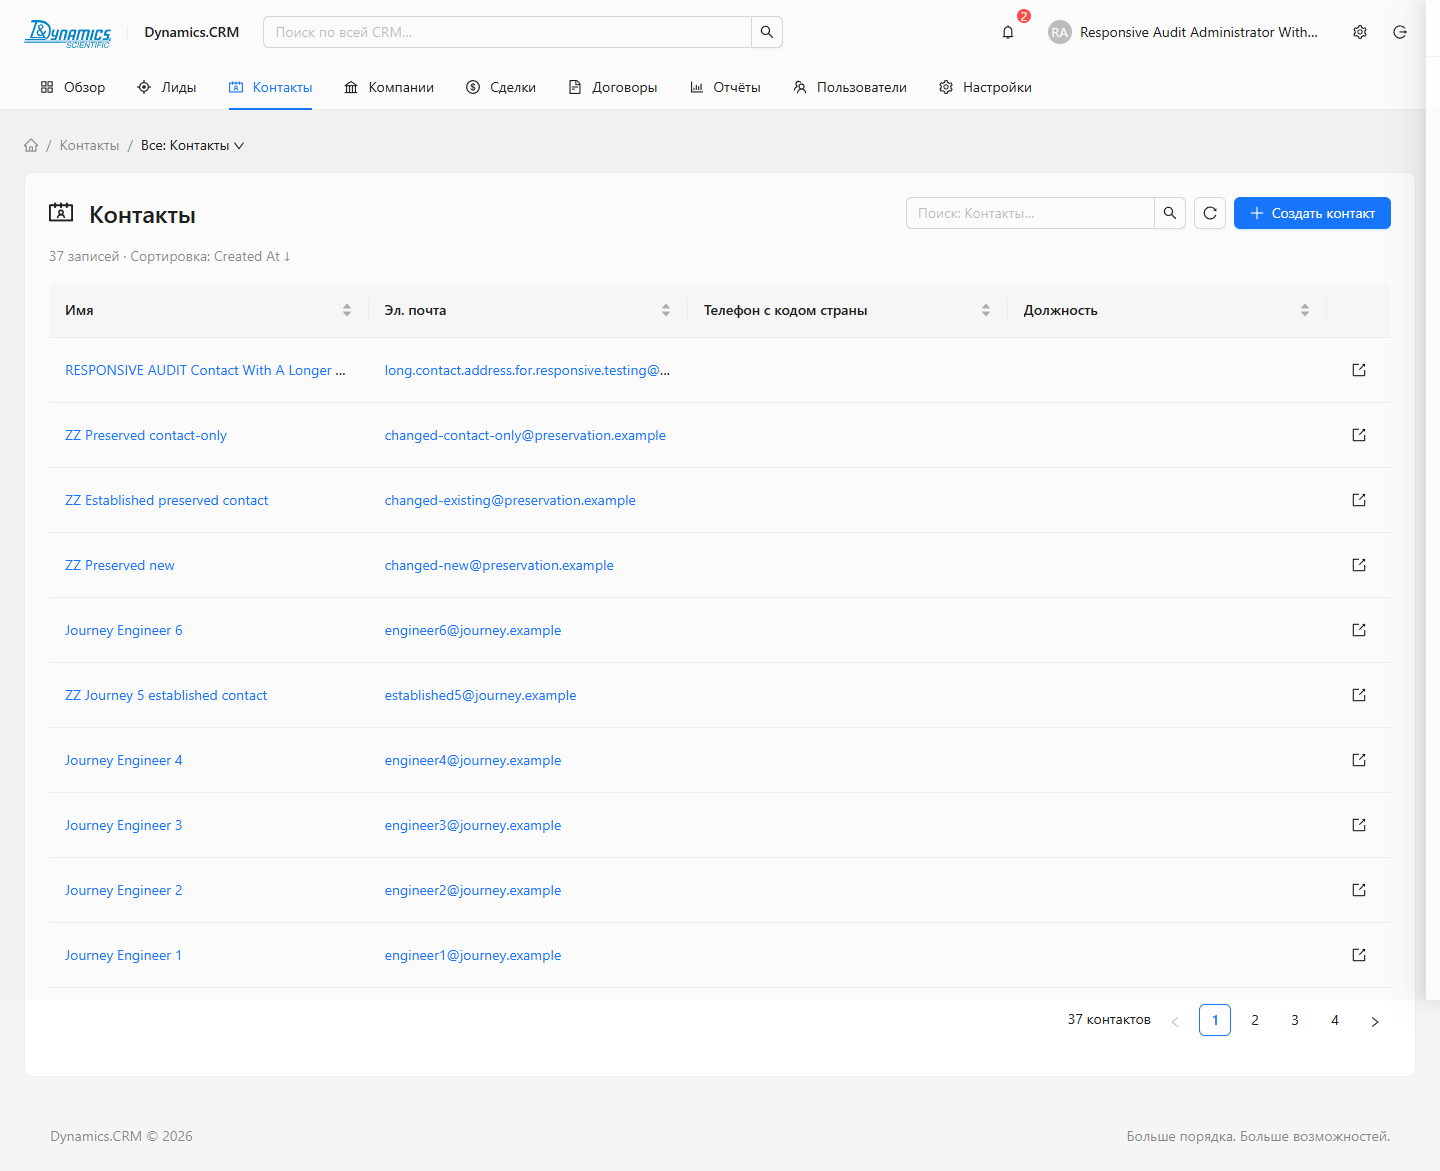 Dynamics
SCIENTIFIC
Dynamics.CRM
Поиск по всей CRM...
2
RA
Responsive Audit Administrator With...
Обзор
Лиды
Контакты
Компании
Сделки
Договоры
Отчёты
Пользователи
Настройки
/ Контакты / Все: Контакты
Контакты
Поиск: Контакты...
Создать контакт
37 записей · Сортировка: Created At ↓
Имя
Эл. почта
Телефон с кодом страны
Должность
RESPONSIVE AUDIT Contact With A Longer ...
long.contact.address.for.responsive.testing@...
ZZ Preserved contact-only
changed-contact-only@preservation.example
ZZ Established preserved contact
changed-existing@preservation.example
ZZ Preserved new
changed-new@preservation.example
Journey Engineer 6
engineer6@journey.example
ZZ Journey 5 established contact
established5@journey.example
Journey Engineer 4
engineer4@journey.example
Journey Engineer 3
engineer3@journey.example
Journey Engineer 2
engineer2@journey.example
Journey Engineer 1
engineer1@journey.example
37 контактов
1
2
3
4
Dynamics.CRM © 2026
Больше порядка. Больше возможностей.